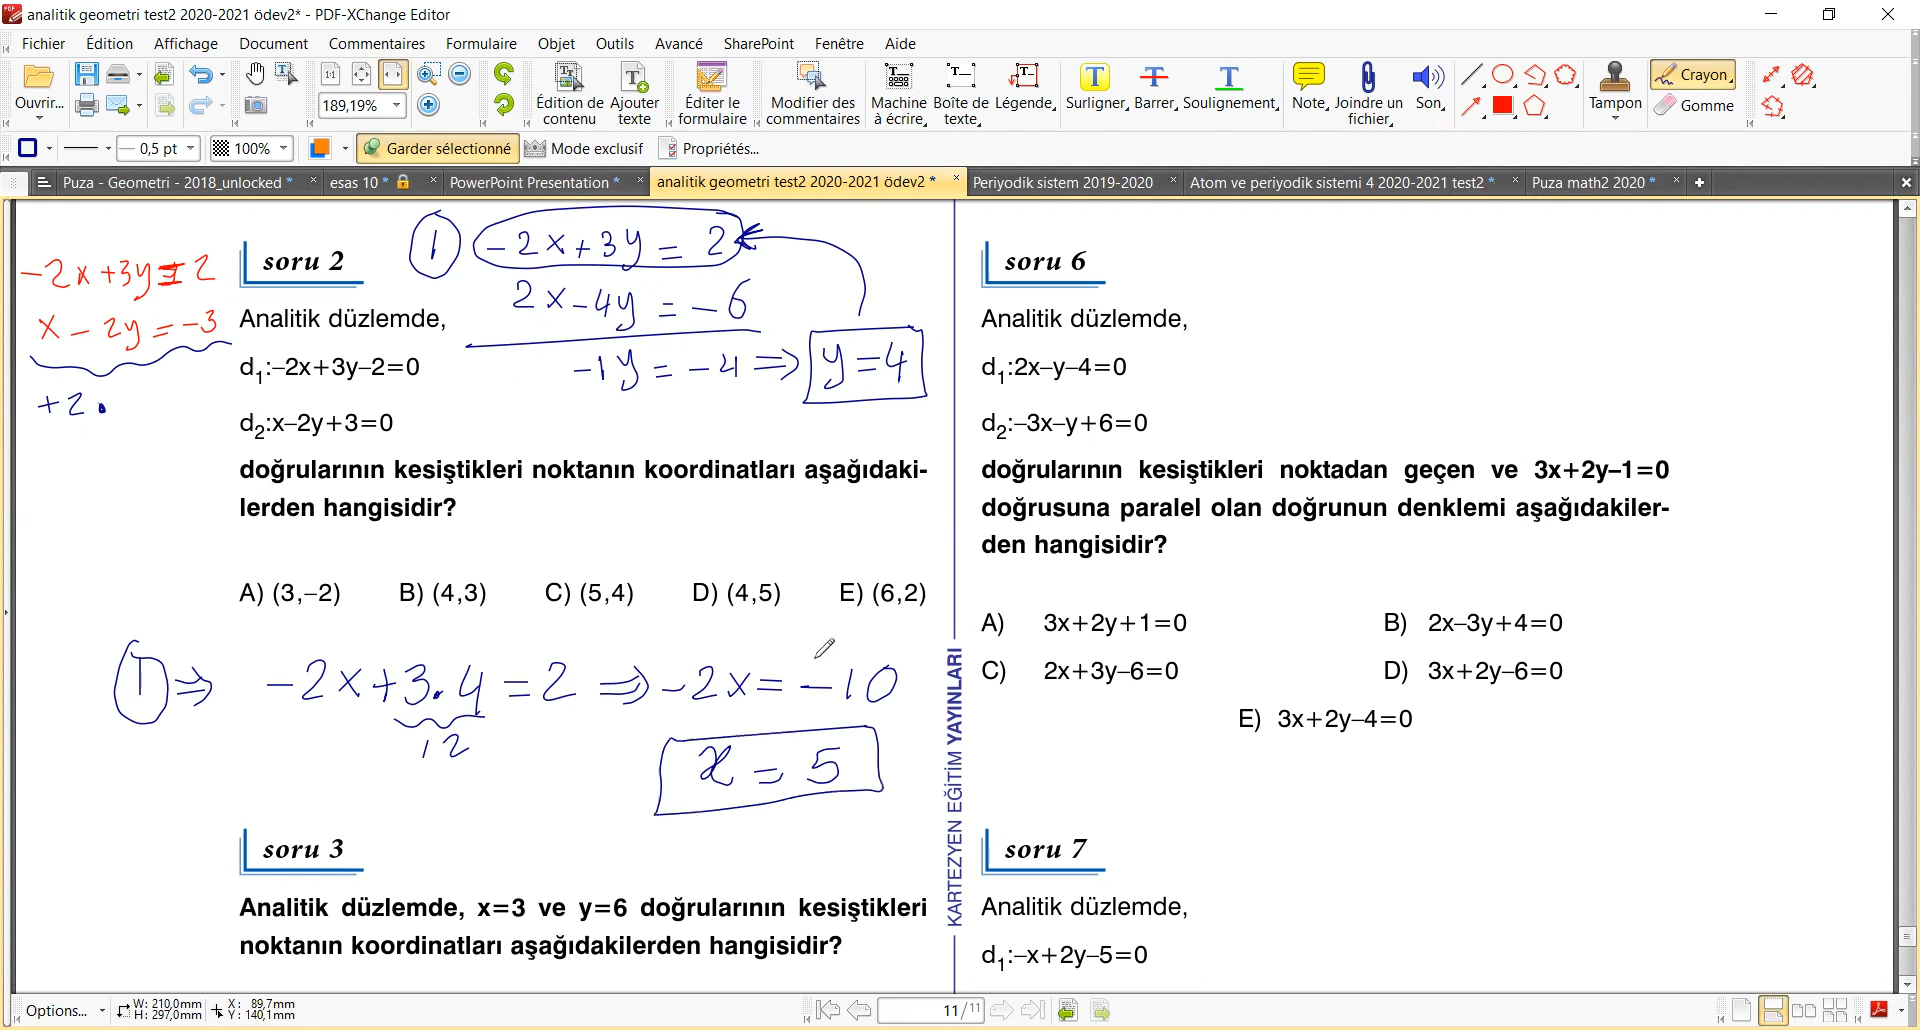 analitik geometri test2 2020-2021 ödev2* - PDF-XChange Editor
Fichier Édition Affichage Document Commentaires Formulaire Objet Outils Avancé SharePoint Fenêtre Aide
Ouvrir... 189,19% Édition de contenu Ajouter texte Éditer le formulaire Modifier des commentaires Machine à écrire Boîte de texte Légende Surligner Barrer Soulignement Note Joindre un fichier Son Tampon Crayon Gomme
0,5 pt 100% Garder sélectionné Mode exclusif Propriétés...
Puza - Geometri - 2018_unlocked * esas 10 * PowerPoint Presentation * analitik geometri test2 2020-2021 ödev2 * Periyodik sistem 2019-2020 Atom ve periyodik sistemi 4 2020-2021 test2 * Puza math2 2020 *
-2x+3y=2
x-2y=-3
+2.
soru 2
1 -2x+3y=2
2x-4y=-6
-1y=-4 ⇒ y=4
Analitik düzlemde,
d1:–2x+3y–2=0
d2:x–2y+3=0
doğrularının kesiştikleri noktanın koordinatları aşağıdaki-
lerden hangisidir?
A) (3,–2) B) (4,3) C) (5,4) D) (4,5) E) (6,2)
1 ⇒ -2x+3.4=2 ⇒ -2x=-10
12
x=5
soru 3
Analitik düzlemde, x=3 ve y=6 doğrularının kesiştikleri
noktanın koordinatları aşağıdakilerden hangisidir?
KARTEZYEN EĞİTİM YAYINLARI
soru 6
Analitik düzlemde,
d1:2x–y–4=0
d2:–3x–y+6=0
doğrularının kesiştikleri noktadan geçen ve 3x+2y–1=0
doğrusuna paralel olan doğrunun denklemi aşağıdakiler-
den hangisidir?
A) 3x+2y+1=0 B) 2x–3y+4=0
C) 2x+3y–6=0 D) 3x+2y–6=0
E) 3x+2y–4=0
soru 7
Analitik düzlemde,
d1:–x+2y–5=0
Options... W: 210,0mm H: 297,0mm X: 89,7mm Y: 140,1mm 11/11